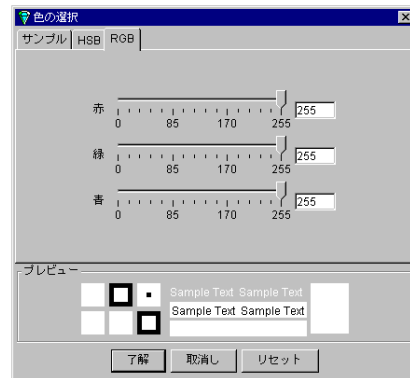 色の選択
サンプル HSB RGB
赤 255
0 85 170 255
緑 255
0 85 170 255
青 255
0 85 170 255
プレビュー
Sample Text Sample Text
Sample Text Sample Text
了解 取消し リセット